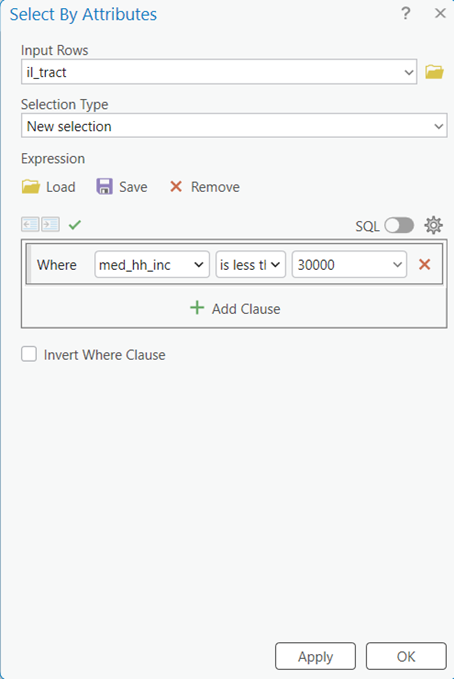 Select By Attributes ? ×
Input Rows
il_tract
Selection Type
New selection
Expression
Load Save Remove
SQL
Where med_hh_inc is less tl 30000
Add Clause
Invert Where Clause
Apply OK